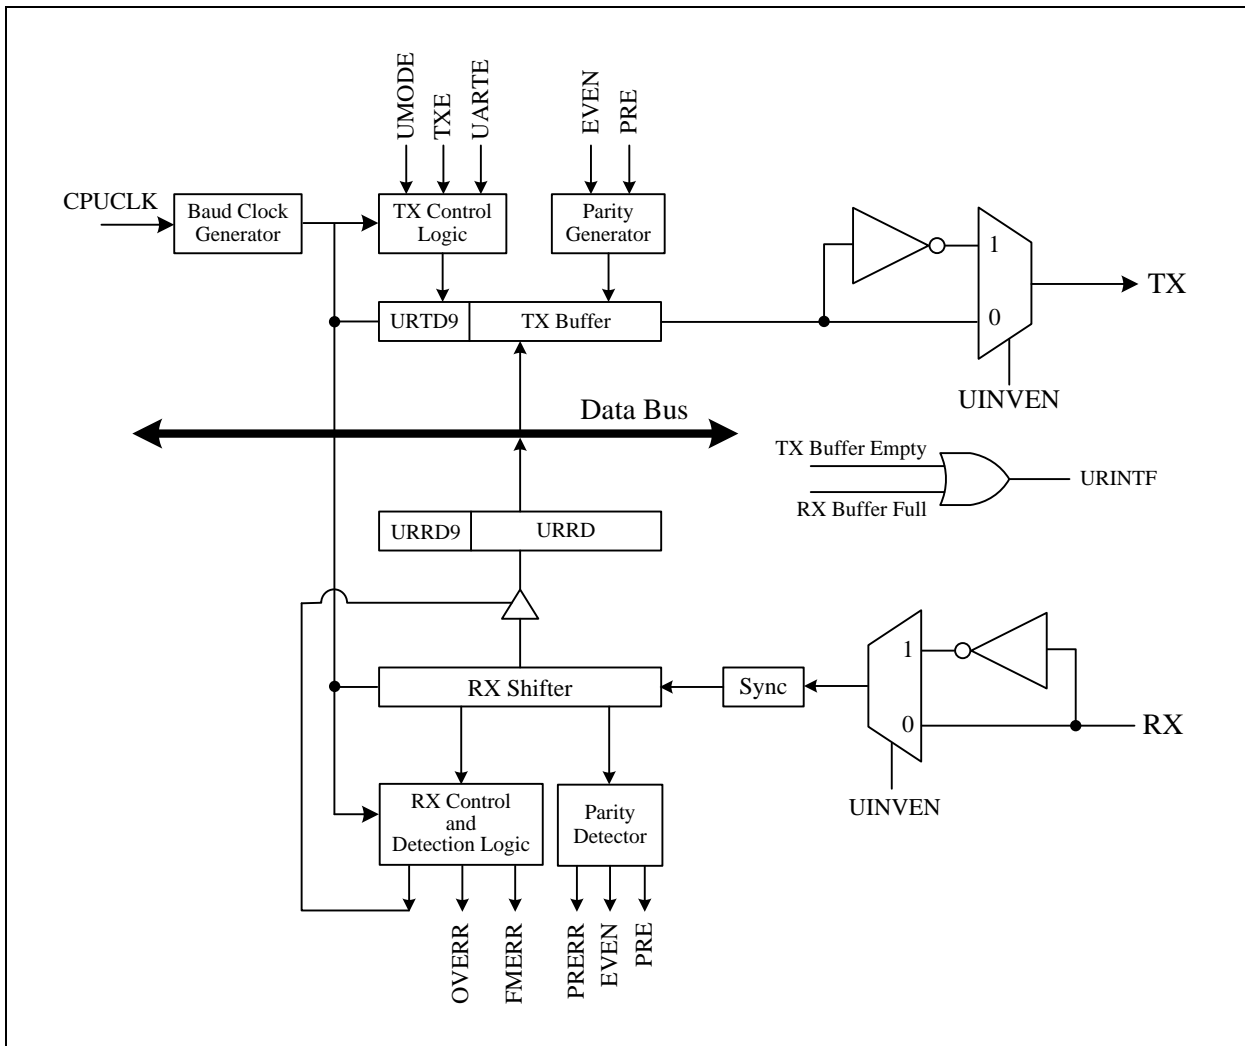 UMODE
TXE
UARTE
EVEN
PRE
CPUCLK
Baud Clock
Generator
TX Control
Logic
Parity
Generator
1
TX
URTD9
TX Buffer
0
UINVEN
Data Bus
TX Buffer Empty
URINTF
RX Buffer Full
URRD9
URRD
1
RX Shifter
Sync
0
RX
UINVEN
RX Control
and
Detection Logic
Parity
Detector
OVERR
FMERR
PRERR
EVEN
PRE